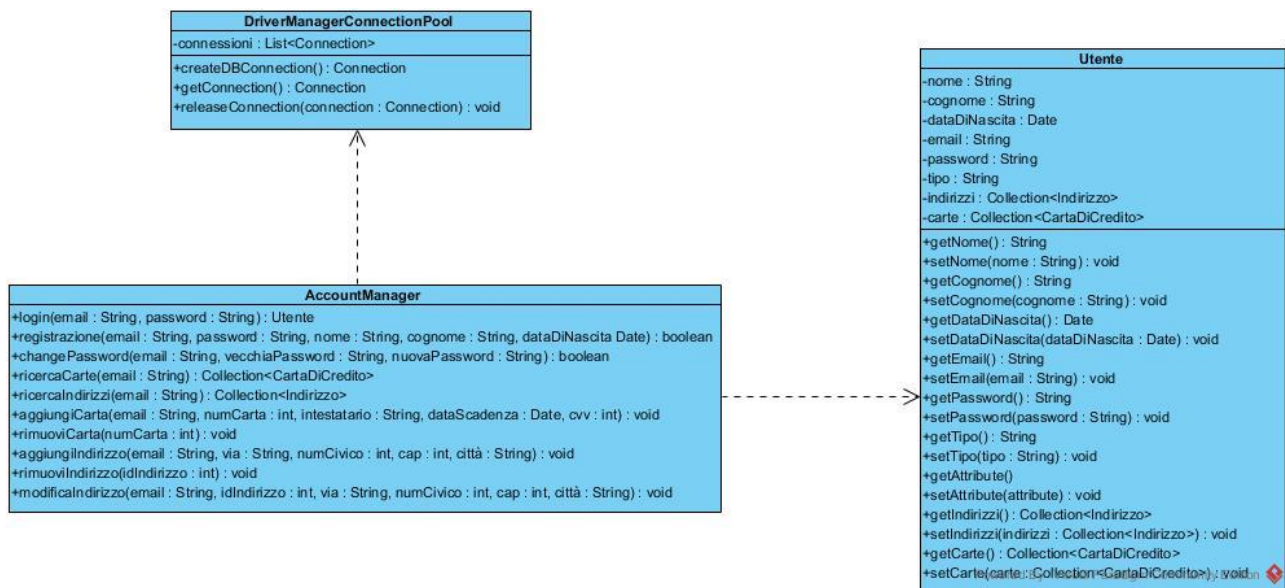 DriverManagerConnectionPool
-connessioni : List<Connection>
+createDBConnection() : Connection
+getConnection() : Connection
+releaseConnection(connection : Connection) : void
AccountManager
+login(email : String, password : String) : Utente
+registrazione(email : String, password : String, nome : String, cognome : String, dataDiNascita Date) : boolean
+changePassword(email : String, vecchiaPassword : String, nuovaPassword : String) : boolean
+ricercaCarte(email : String) : Collection<CartaDiCredito>
+ricercaIndirizzi(email : String) : Collection<Indirizzo>
+aggiungiCarta(email : String, numCarta : int, intestatario : String, dataScadenza : Date, cvv : int) : void
+rimuoviCarta(numCarta : int) : void
+aggiungiIndirizzo(email : String, via : String, numCivico : int, cap : int, città : String) : void
+rimuoviIndirizzo(idIndirizzo : int) : void
+modificaIndirizzo(email : String, idIndirizzo : int, via : String, numCivico : int, cap : int, città : String) : void
Utente
-nome : String
-cognome : String
-dataDiNascita : Date
-email : String
-password : String
-tipo : String
-indirizzi : Collection<Indirizzo>
-carte : Collection<CartaDiCredito>
+getNome() : String
+setNome(nome : String) : void
+getCognome() : String
+setCognome(cognome : String) : void
+getDataDiNascita() : Date
+setDataDiNascita(dataDiNascita : Date) : void
+getEmail() : String
+setEmail(email : String) : void
+getPassword() : String
+setPassword(password : String) : void
+getTipo() : String
+setTipo(tipo : String) : void
+getAttribute()
+setAttribute(attribute) : void
+getIndirizzi() : Collection<Indirizzo>
+setIndirizzi(indirizzi : Collection<Indirizzo>) : void
+getCarte() : Collection<CartaDiCredito>
+setCarte(carte : Collection<CartaDiCredito>) : void